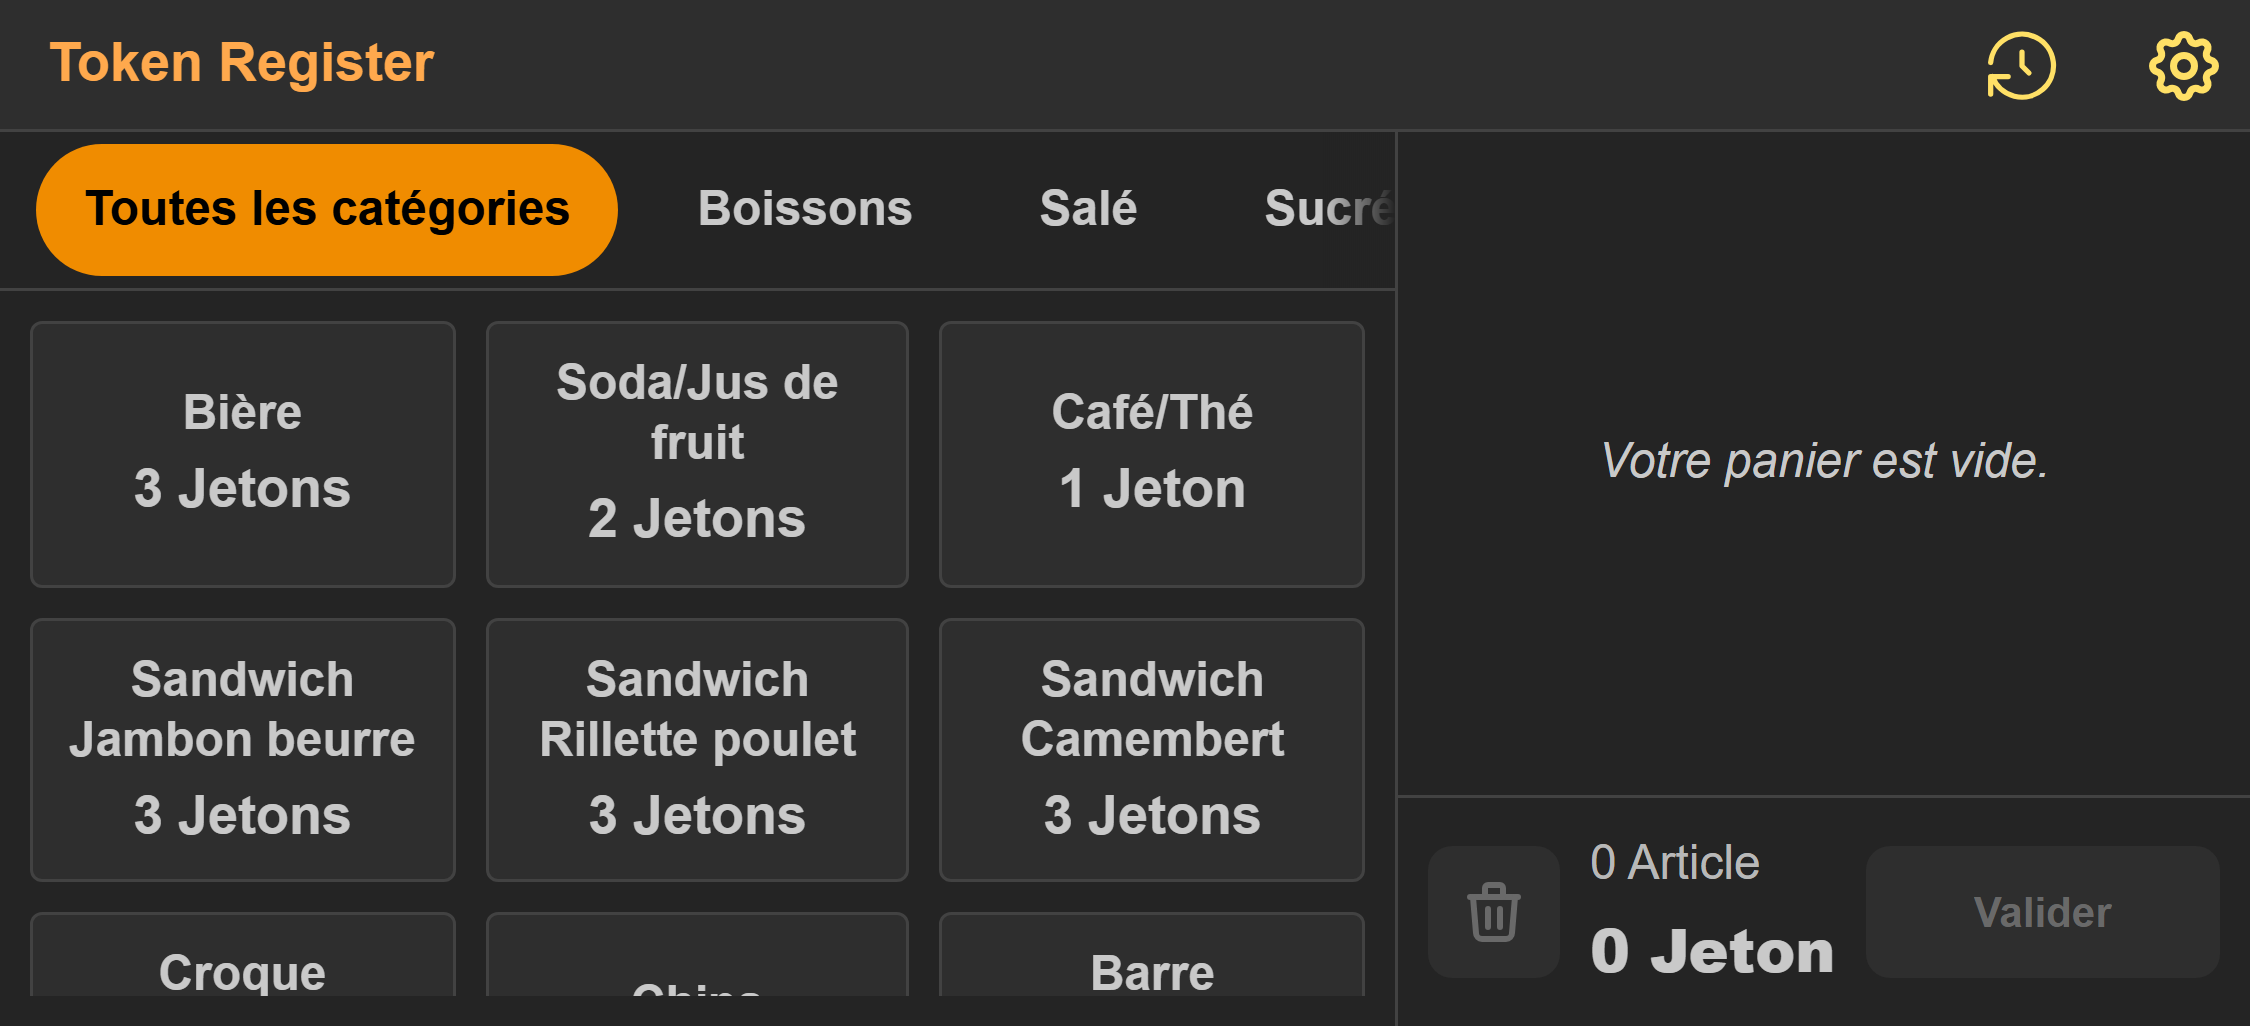 Token Register
Toutes les catégories
Boissons
Salé
Sucré
Bière
3 Jetons
Soda/Jus de
fruit
2 Jetons
Café/Thé
1 Jeton
Sandwich
Jambon beurre
3 Jetons
Sandwich
Rillette poulet
3 Jetons
Sandwich
Camembert
3 Jetons
Croque
Barre
Votre panier est vide.
0 Article
0 Jeton
Valider